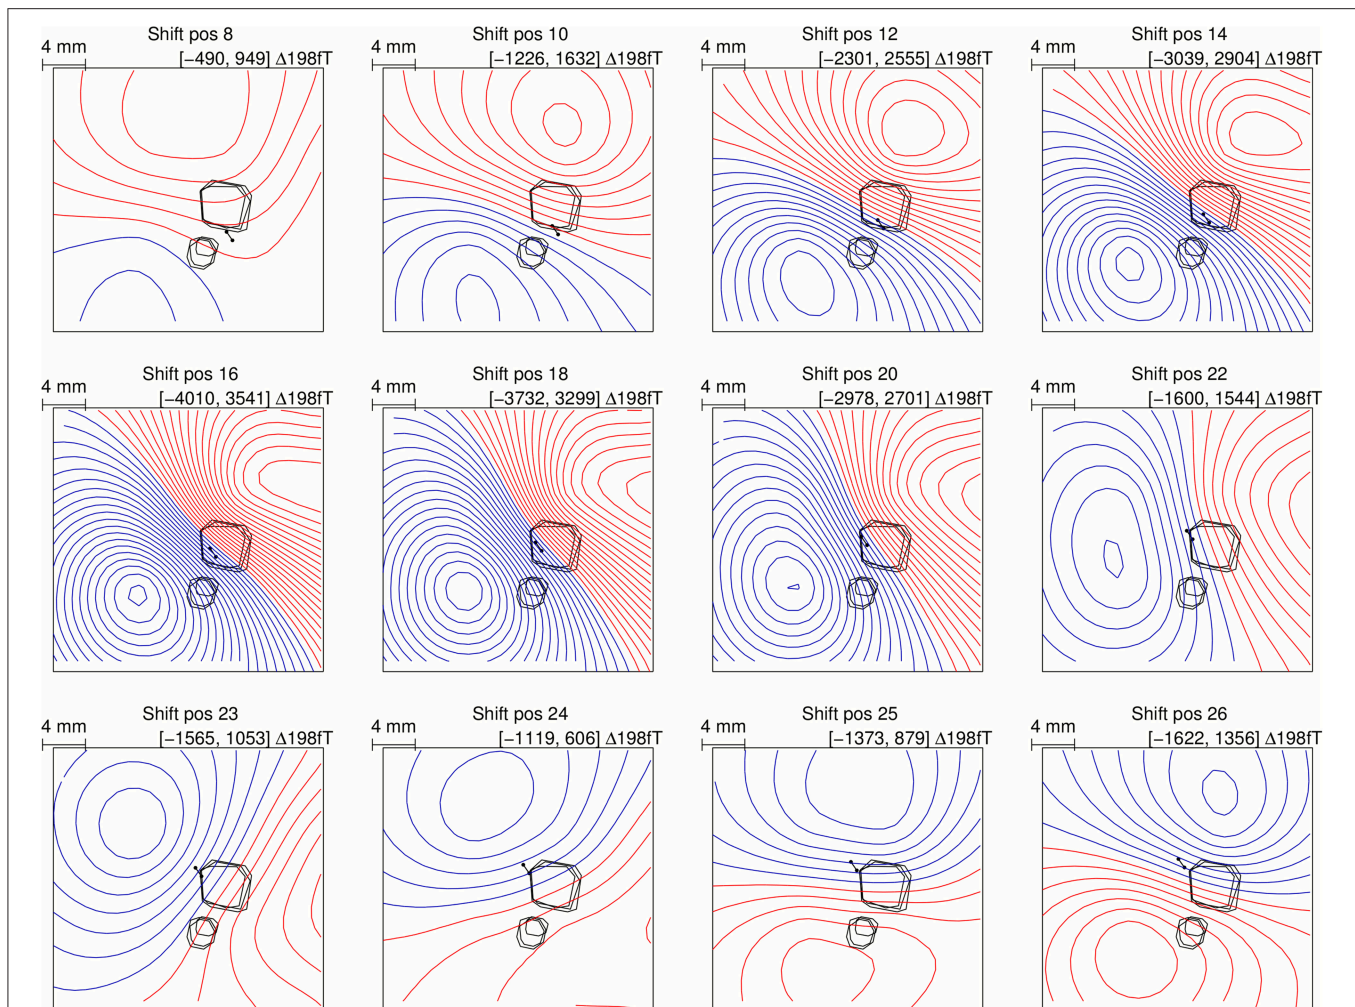 Shift pos 8
4 mm
[−490, 949] Δ198fT
Shift pos 10
4 mm
[−1226, 1632] Δ198fT
Shift pos 12
4 mm
[−2301, 2555] Δ198fT
Shift pos 14
4 mm
[−3039, 2904] Δ198fT
Shift pos 16
4 mm
[−4010, 3541] Δ198fT
Shift pos 18
4 mm
[−3732, 3299] Δ198fT
Shift pos 20
4 mm
[−2978, 2701] Δ198fT
Shift pos 22
4 mm
[−1600, 1544] Δ198fT
Shift pos 23
4 mm
[−1565, 1053] Δ198fT
Shift pos 24
4 mm
[−1119, 606] Δ198fT
Shift pos 25
4 mm
[−1373, 879] Δ198fT
Shift pos 26
4 mm
[−1622, 1356] Δ198fT